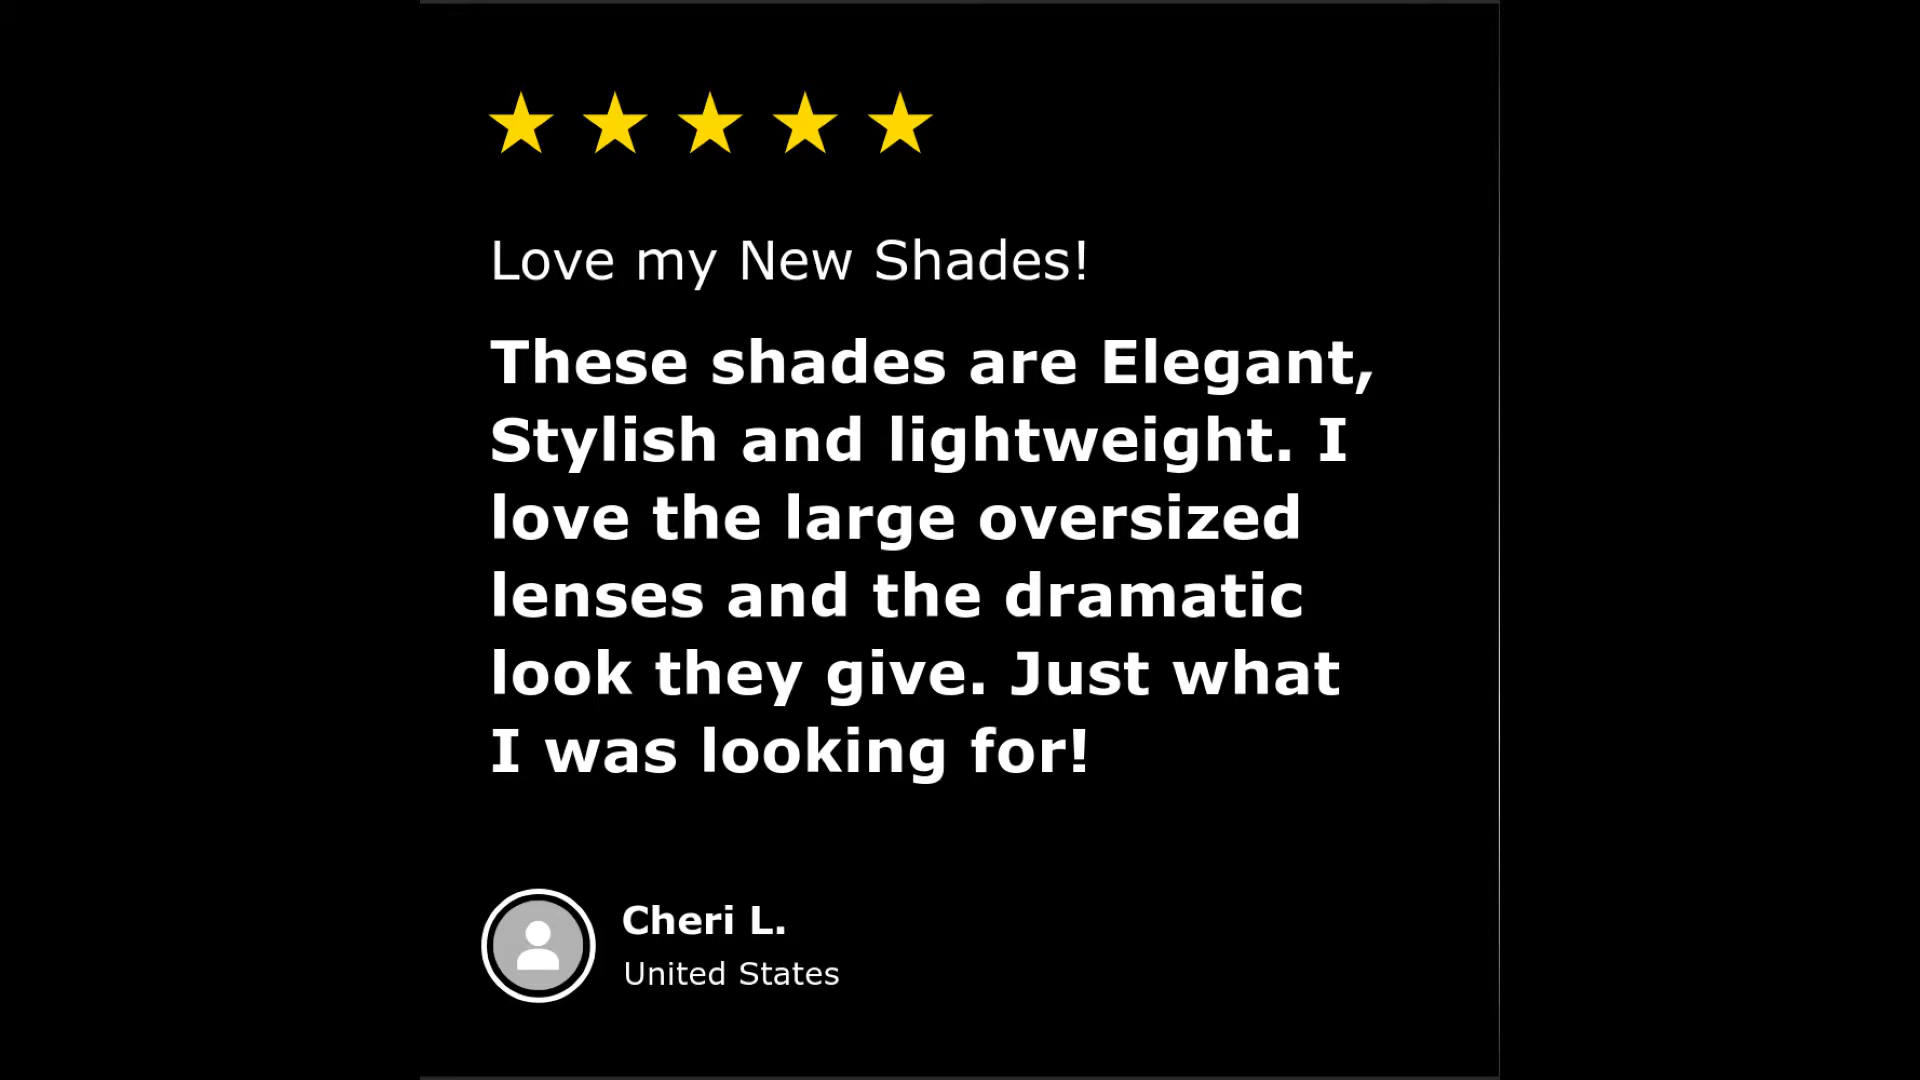 Love my New Shades!
These shades are Elegant,
Stylish and lightweight. I
love the large oversized
lenses and the dramatic
look they give. Just what
I was looking for!
Cheri L.
United States